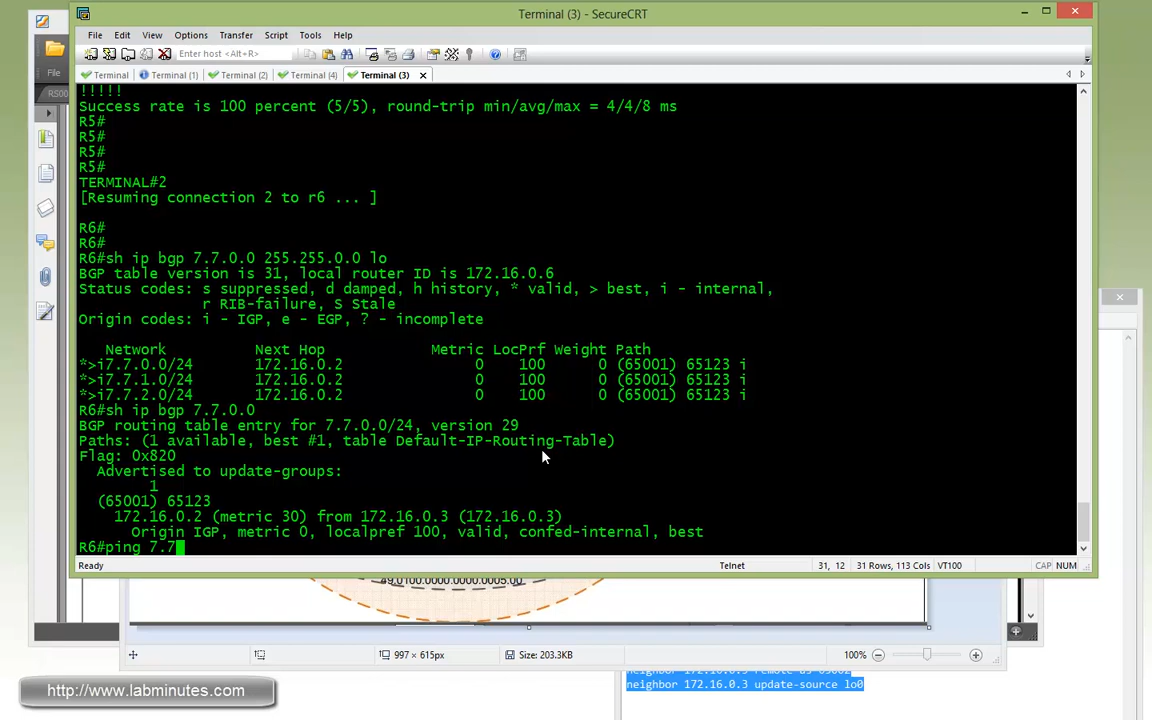 Terminal (3) - SecureCRT
File Edit View Options Transfer Script Tools Help
Enter host <Alt+R>
File
Terminal Terminal (1) Terminal (2) Terminal (4) Terminal (3)
RS00
!!!!!
Success rate is 100 percent (5/5), round-trip min/avg/max = 4/4/8 ms
R5#
R5#
R5#
R5#
TERMINAL#2
[Resuming connection 2 to r6 ... ]
R6#
R6#
R6#sh ip bgp 7.7.0.0 255.255.0.0 lo
BGP table version is 31, local router ID is 172.16.0.6
Status codes: s suppressed, d damped, h history, * valid, > best, i - internal,
r RIB-failure, S Stale
Origin codes: i - IGP, e - EGP, ? - incomplete
Network Next Hop Metric LocPrf Weight Path
*>i7.7.0.0/24 172.16.0.2 0 100 0 (65001) 65123 i
*>i7.7.1.0/24 172.16.0.2 0 100 0 (65001) 65123 i
*>i7.7.2.0/24 172.16.0.2 0 100 0 (65001) 65123 i
R6#sh ip bgp 7.7.0.0
BGP routing table entry for 7.7.0.0/24, version 29
Paths: (1 available, best #1, table Default-IP-Routing-Table)
Flag: 0x820
Advertised to update-groups:
1
(65001) 65123
172.16.0.2 (metric 30) from 172.16.0.3 (172.16.0.3)
Origin IGP, metric 0, localpref 100, valid, confed-internal, best
R6#ping 7.7
Ready Telnet 31, 12 31 Rows, 113 Cols VT100 CAP NUM
49.0100.0000.0000.0005.00
997 × 615px Size: 203.3KB 100%
neighbor 172.16.0.3 update-source lo0
http://www.labminutes.com